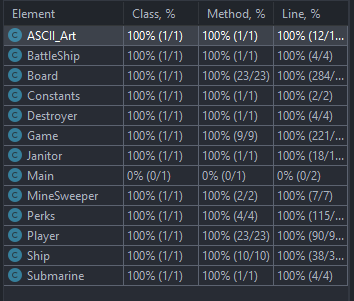 Element Class, % Method, % Line, %
ASCII_Art 100% (1/1) 100% (1/1) 100% (12/1...
BattleShip 100% (1/1) 100% (1/1) 100% (4/4)
Board 100% (1/1) 100% (23/23) 100% (284/...
Constants 100% (1/1) 100% (1/1) 100% (2/2)
Destroyer 100% (1/1) 100% (1/1) 100% (4/4)
Game 100% (1/1) 100% (9/9) 100% (221/...
Janitor 100% (1/1) 100% (1/1) 100% (18/1...
Main 0% (0/1) 0% (0/1) 0% (0/2)
MineSweeper 100% (1/1) 100% (2/2) 100% (7/7)
Perks 100% (1/1) 100% (4/4) 100% (115/...
Player 100% (1/1) 100% (23/23) 100% (90/9...
Ship 100% (1/1) 100% (10/10) 100% (38/3...
Submarine 100% (1/1) 100% (1/1) 100% (4/4)